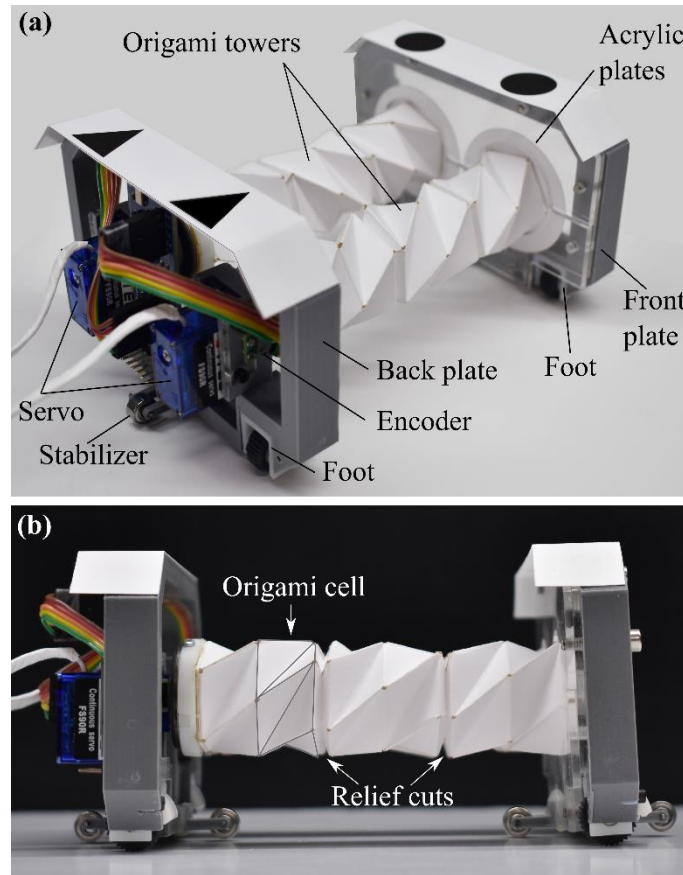 (a)
Origami towers
Acrylic
plates
Front
plate
Foot
Back plate
Encoder
Servo
Stabilizer
Foot
(b)
Origami cell
Continuous servo
Relief cuts